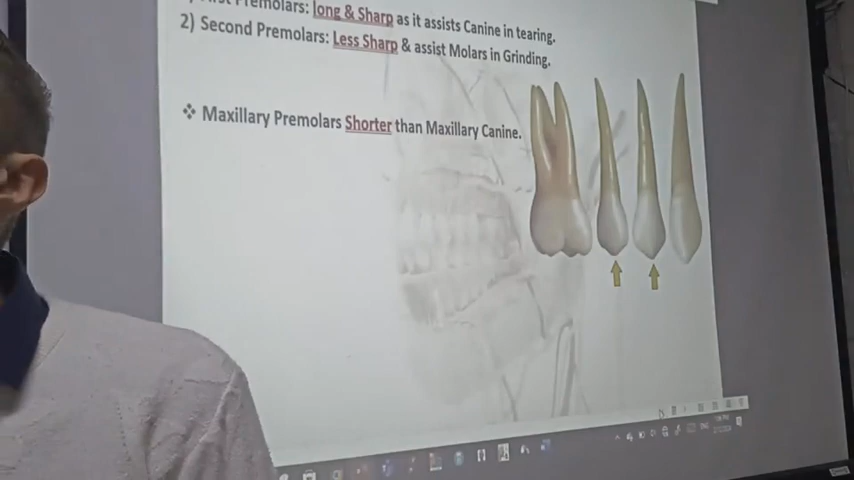 Premolars: long & Sharp as it assists Canine in tearing.
2) Second Premolars: Less Sharp & assist Molars in Grinding.
❖ Maxillary Premolars Shorter than Maxillary Canine.
ENG